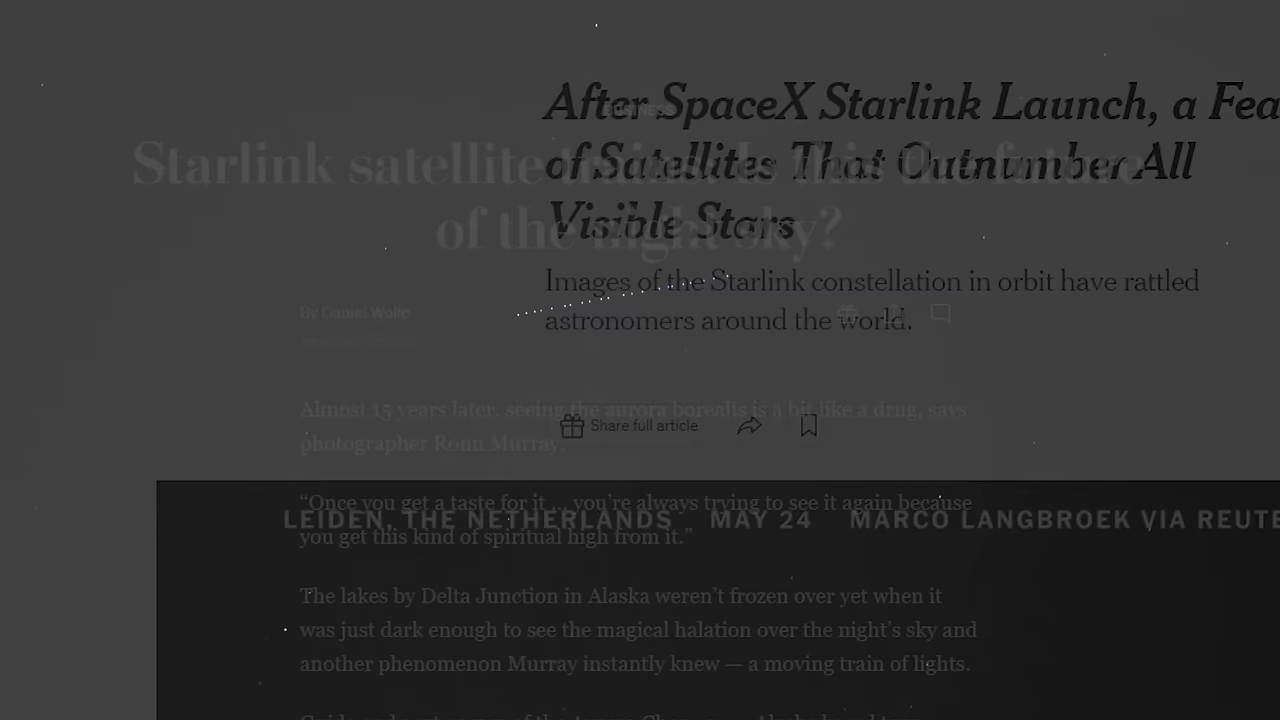 After SpaceX Starlink Launch, a Fea
of Satellites That Outnumber All
Visible Stars
Images of the Starlink constellation in orbit have rattled
astronomers around the world.
Share full article
LEIDEN, THE NETHERLANDS MAY 24 MARCO LANGBROEK VIA REUTE
BUSINESS
Starlink satellite trains: Is this the future
of the night sky?
By Daniel Wolfe
Almost 15 years later, seeing the aurora borealis is a bit like a drug, says
photographer Ronn Murray.
“Once you get a taste for it ... you’re always trying to see it again because
you get this kind of spiritual high from it.”
The lakes by Delta Junction in Alaska weren’t frozen over yet when it
was just dark enough to see the magical halation over the night’s sky and
another phenomenon Murray instantly knew — a moving train of lights.